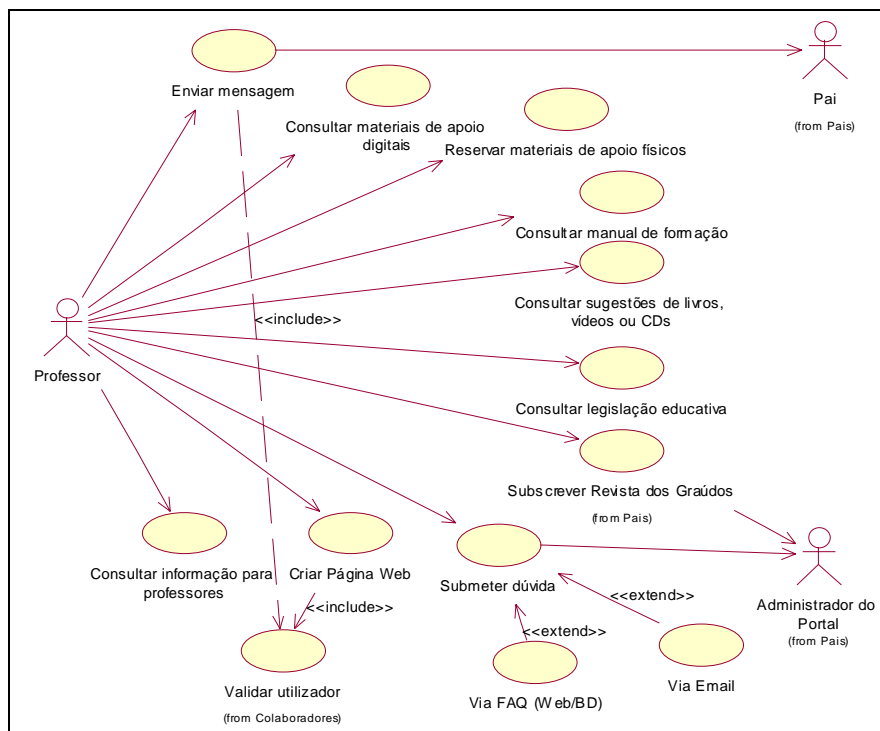 Enviar mensagem
Pai
(from Pais)
Consultar materiais de apoio
digitais
Reservar materiais de apoio físicos
Consultar manual de formação
Consultar sugestões de livros,
vídeos ou CDs
<<include>>
Professor
Consultar legislação educativa
Subscrever Revista dos Graúdos
(from Pais)
Consultar informação para
professores
Criar Página Web
Submeter dúvida
Administrador do
Portal
(from Pais)
<<include>>
<<extend>>
<<extend>>
Validar utilizador
(from Colaboradores)
Via FAQ (Web/BD)
Via Email